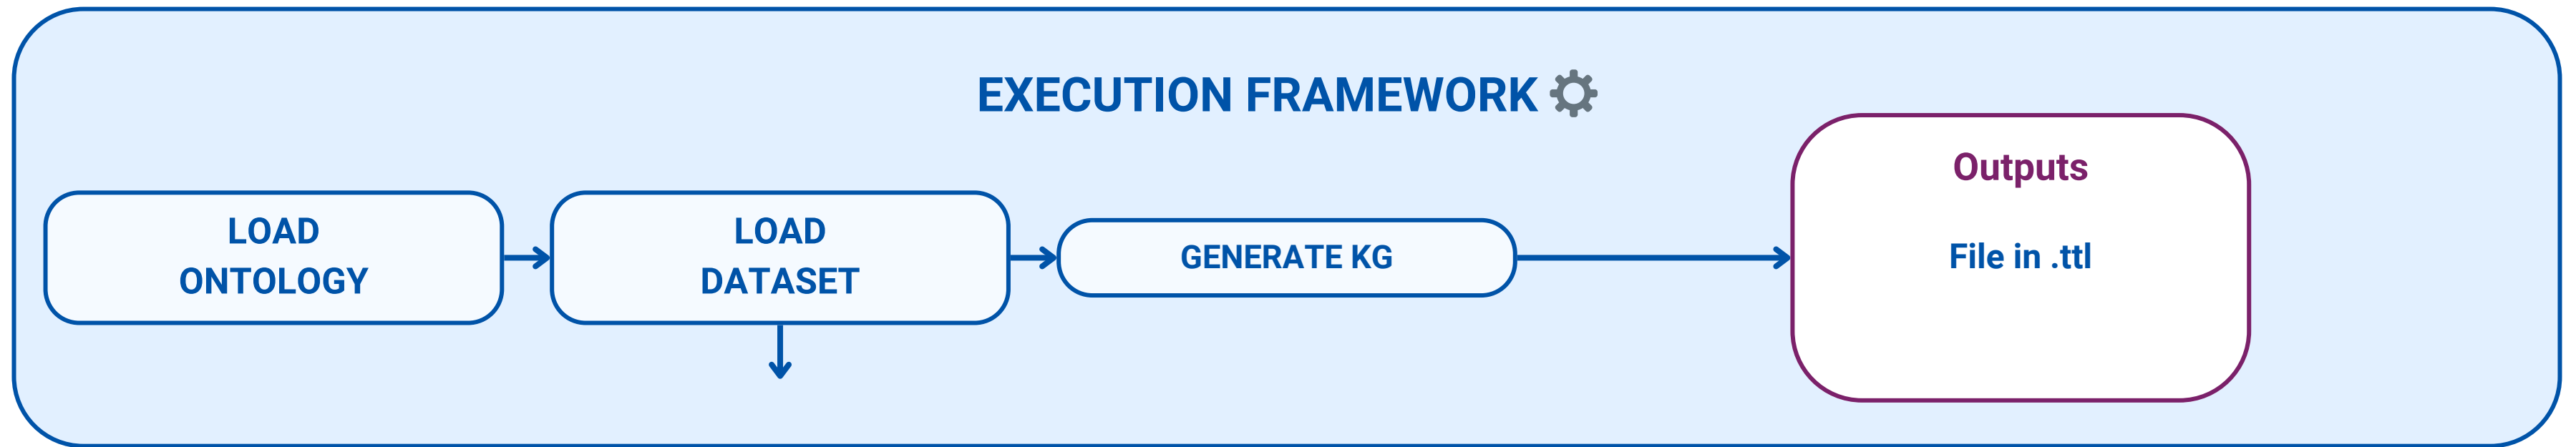 EXECUTION FRAMEWORK
LOAD
ONTOLOGY
LOAD
DATASET
GENERATE KG
Outputs
File in .ttl